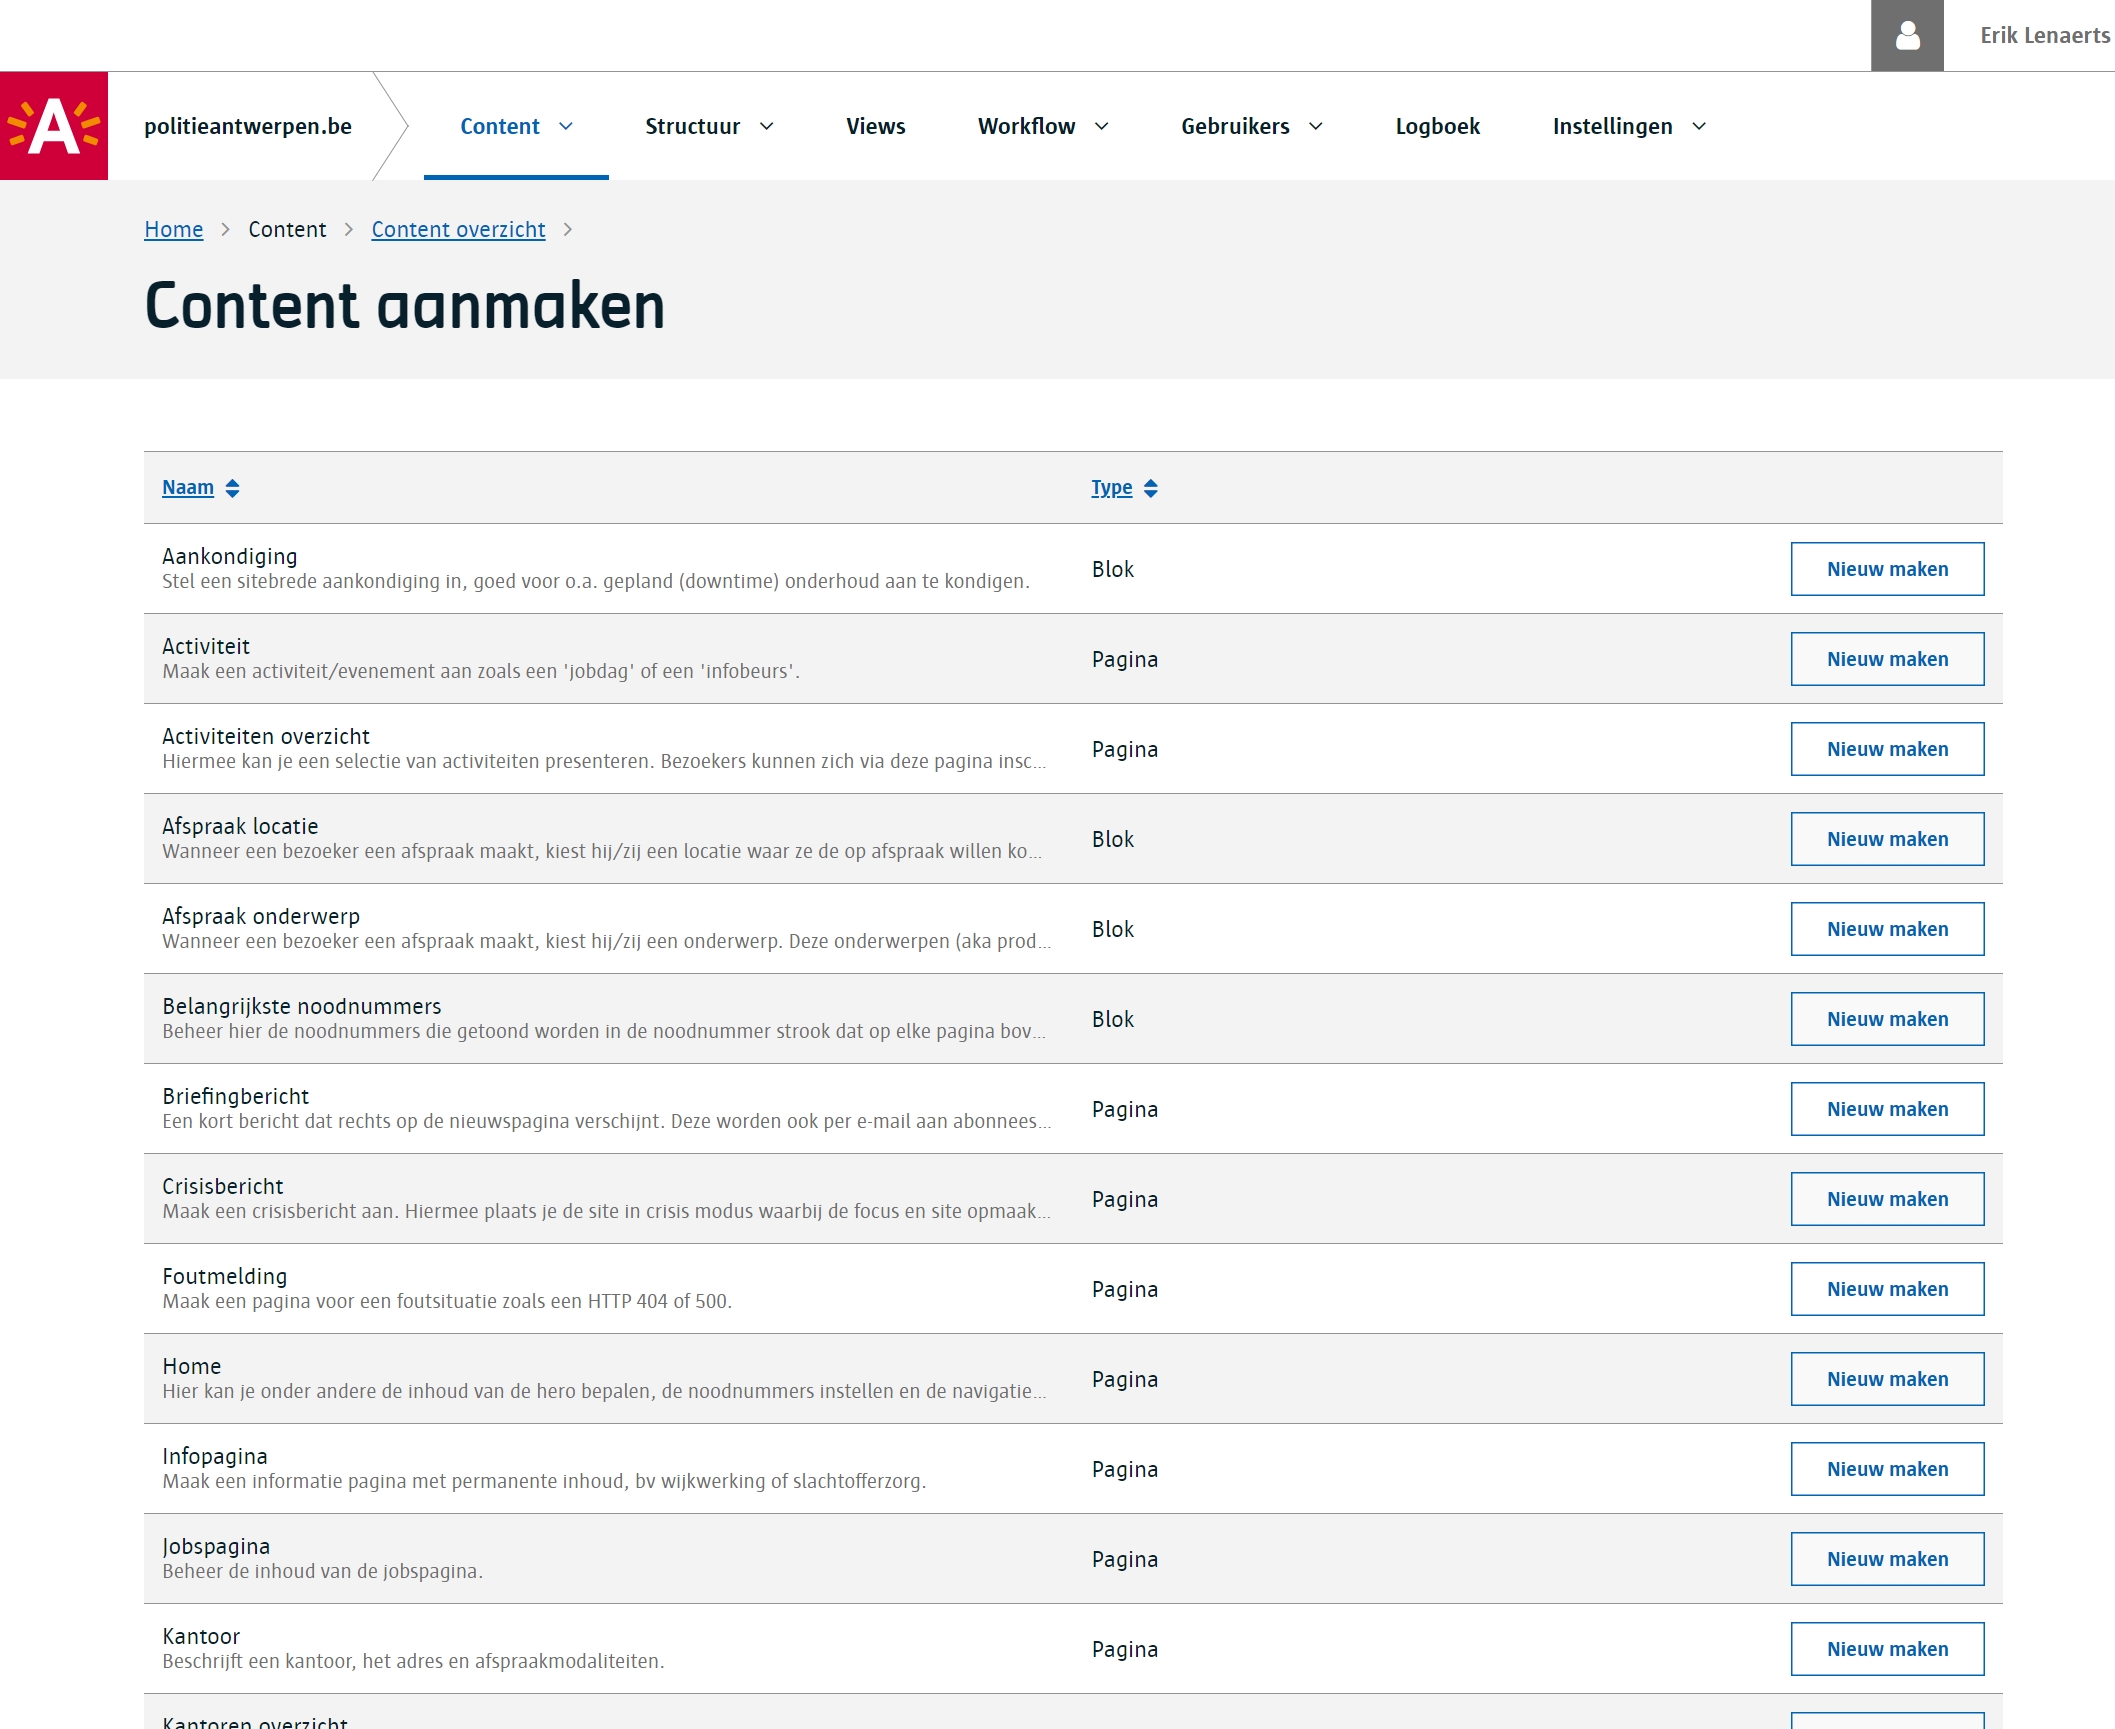 Erik Lenaerts
A
politieantwerpen.be
Content
Structuur
Views
Workflow
Gebruikers
Logboek
Instellingen
Home
Content
Content overzicht
Content aanmaken
Naam
Type
Aankondiging
Stel een sitebrede aankondiging in, goed voor o.a. gepland (downtime) onderhoud aan te kondigen.
Blok
Nieuw maken
Activiteit
Maak een activiteit/evenement aan zoals een 'jobdag' of een 'infobeurs'.
Pagina
Nieuw maken
Activiteiten overzicht
Hiermee kan je een selectie van activiteiten presenteren. Bezoekers kunnen zich via deze pagina insc...
Pagina
Nieuw maken
Afspraak locatie
Wanneer een bezoeker een afspraak maakt, kiest hij/zij een locatie waar ze de op afspraak willen ko...
Blok
Nieuw maken
Afspraak onderwerp
Wanneer een bezoeker een afspraak maakt, kiest hij/zij een onderwerp. Deze onderwerpen (aka prod...
Blok
Nieuw maken
Belangrijkste noodnummers
Beheer hier de noodnummers die getoond worden in de noodnummer strook dat op elke pagina bov...
Blok
Nieuw maken
Briefingbericht
Een kort bericht dat rechts op de nieuwspagina verschijnt. Deze worden ook per e-mail aan abonnees...
Pagina
Nieuw maken
Crisisbericht
Maak een crisisbericht aan. Hiermee plaats je de site in crisis modus waarbij de focus en site opmaak...
Pagina
Nieuw maken
Foutmelding
Maak een pagina voor een foutsituatie zoals een HTTP 404 of 500.
Pagina
Nieuw maken
Home
Hier kan je onder andere de inhoud van de hero bepalen, de noodnummers instellen en de navigatie...
Pagina
Nieuw maken
Infopagina
Maak een informatie pagina met permanente inhoud, bv wijkwerking of slachtofferzorg.
Pagina
Nieuw maken
Jobspagina
Beheer de inhoud van de jobspagina.
Pagina
Nieuw maken
Kantoor
Beschrijft een kantoor, het adres en afspraakmodaliteiten.
Pagina
Nieuw maken
Kantoren overzicht